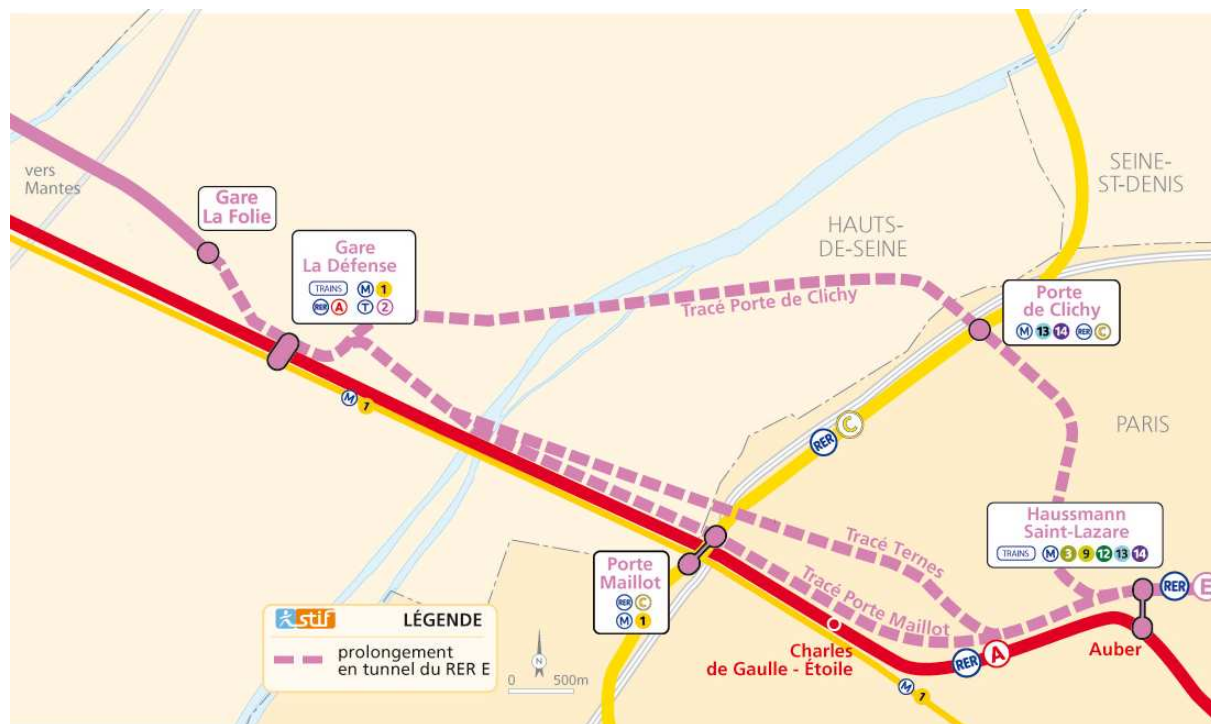 vers
Mantes
Gare
La Folie
Gare
La Défense
TRAINS M 1
RER A T 2
HAUTS-
DE-SEINE
SEINE-
ST-DENIS
Tracé Porte de Clichy
Porte
de Clichy
M 13 14 RER C
M 1
RER C
PARIS
Haussmann
Saint-Lazare
TRAINS M 3 9 12 13 14
Tracé Ternes
Tracé Porte Maillot
Porte
Maillot
RER C
M 1
RER E
stif LÉGENDE
prolongement
en tunnel du RER E
N
0 500m
Charles
de Gaulle - Étoile
RER A
Auber
M 1